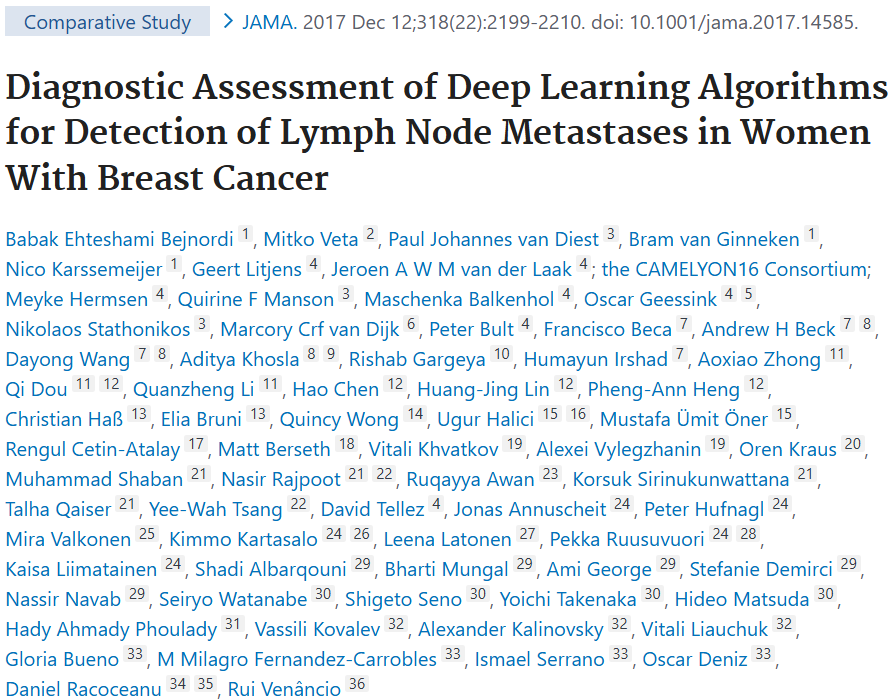 Comparative Study > JAMA. 2017 Dec 12;318(22):2199-2210. doi: 10.1001/jama.2017.14585.
Diagnostic Assessment of Deep Learning Algorithms
for Detection of Lymph Node Metastases in Women
With Breast Cancer
Babak Ehteshami Bejnordi 1, Mitko Veta 2, Paul Johannes van Diest 3, Bram van Ginneken 1,
Nico Karssemeijer 1, Geert Litjens 4, Jeroen A W M van der Laak 4; the CAMELYON16 Consortium;
Meyke Hermsen 4, Quirine F Manson 3, Maschenka Balkenhol 4, Oscar Geessink 4 5,
Nikolaos Stathonikos 3, Marcory Crf van Dijk 6, Peter Bult 4, Francisco Beca 7, Andrew H Beck 7 8,
Dayong Wang 7 8, Aditya Khosla 8 9, Rishab Gargeya 10, Humayun Irshad 7, Aoxiao Zhong 11,
Qi Dou 11 12, Quanzheng Li 11, Hao Chen 12, Huang-Jing Lin 12, Pheng-Ann Heng 12,
Christian Haß 13, Elia Bruni 13, Quincy Wong 14, Ugur Halici 15 16, Mustafa Ümit Öner 15,
Rengul Cetin-Atalay 17, Matt Berseth 18, Vitali Khvatkov 19, Alexei Vylegzhanin 19, Oren Kraus 20,
Muhammad Shaban 21, Nasir Rajpoot 21 22, Ruqayya Awan 23, Korsuk Sirinukunwattana 21,
Talha Qaiser 21, Yee-Wah Tsang 22, David Tellez 4, Jonas Annuscheit 24, Peter Hufnagl 24,
Mira Valkonen 25, Kimmo Kartasalo 24 26, Leena Latonen 27, Pekka Ruusuvuori 24 28,
Kaisa Liimatainen 24, Shadi Albarqouni 29, Bharti Mungal 29, Ami George 29, Stefanie Demirci 29,
Nassir Navab 29, Seiryo Watanabe 30, Shigeto Seno 30, Yoichi Takenaka 30, Hideo Matsuda 30,
Hady Ahmady Phoulady 31, Vassili Kovalev 32, Alexander Kalinovsky 32, Vitali Liauchuk 32,
Gloria Bueno 33, M Milagro Fernandez-Carrobles 33, Ismael Serrano 33, Oscar Deniz 33,
Daniel Racoceanu 34 35, Rui Venâncio 36